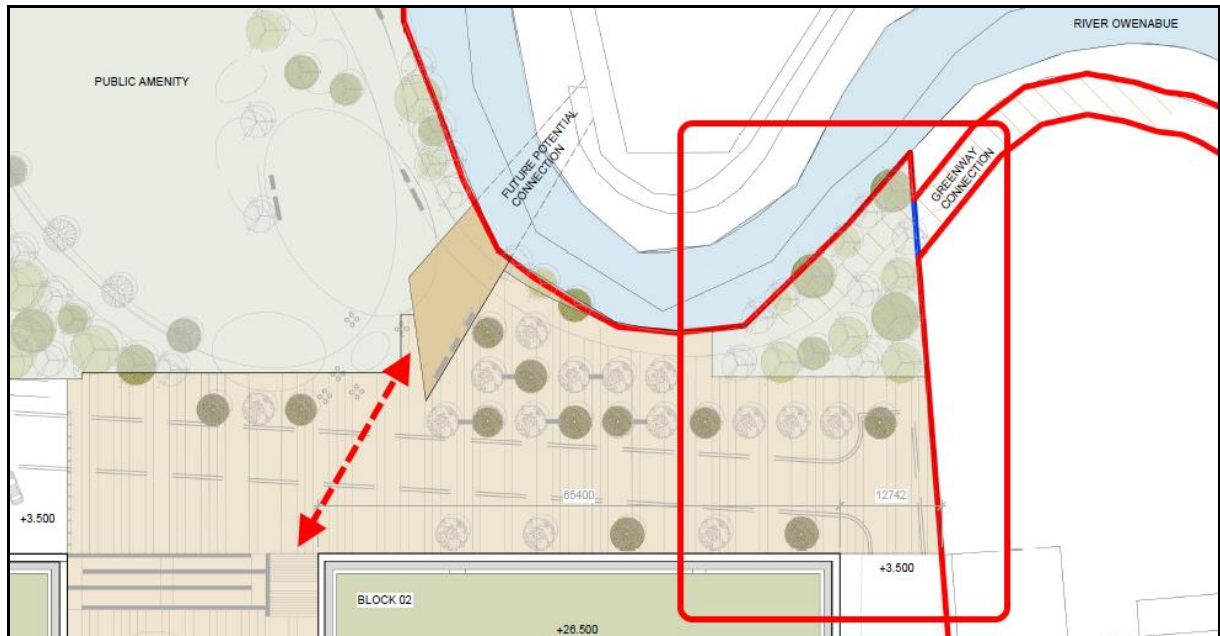 RIVER OWENABUE
PUBLIC AMENITY
FUTURE POTENTIAL
CONNECTION
GREENWAY
CONNECTION
65400
12742
+3.500
+3.500
BLOCK 02
+26.500